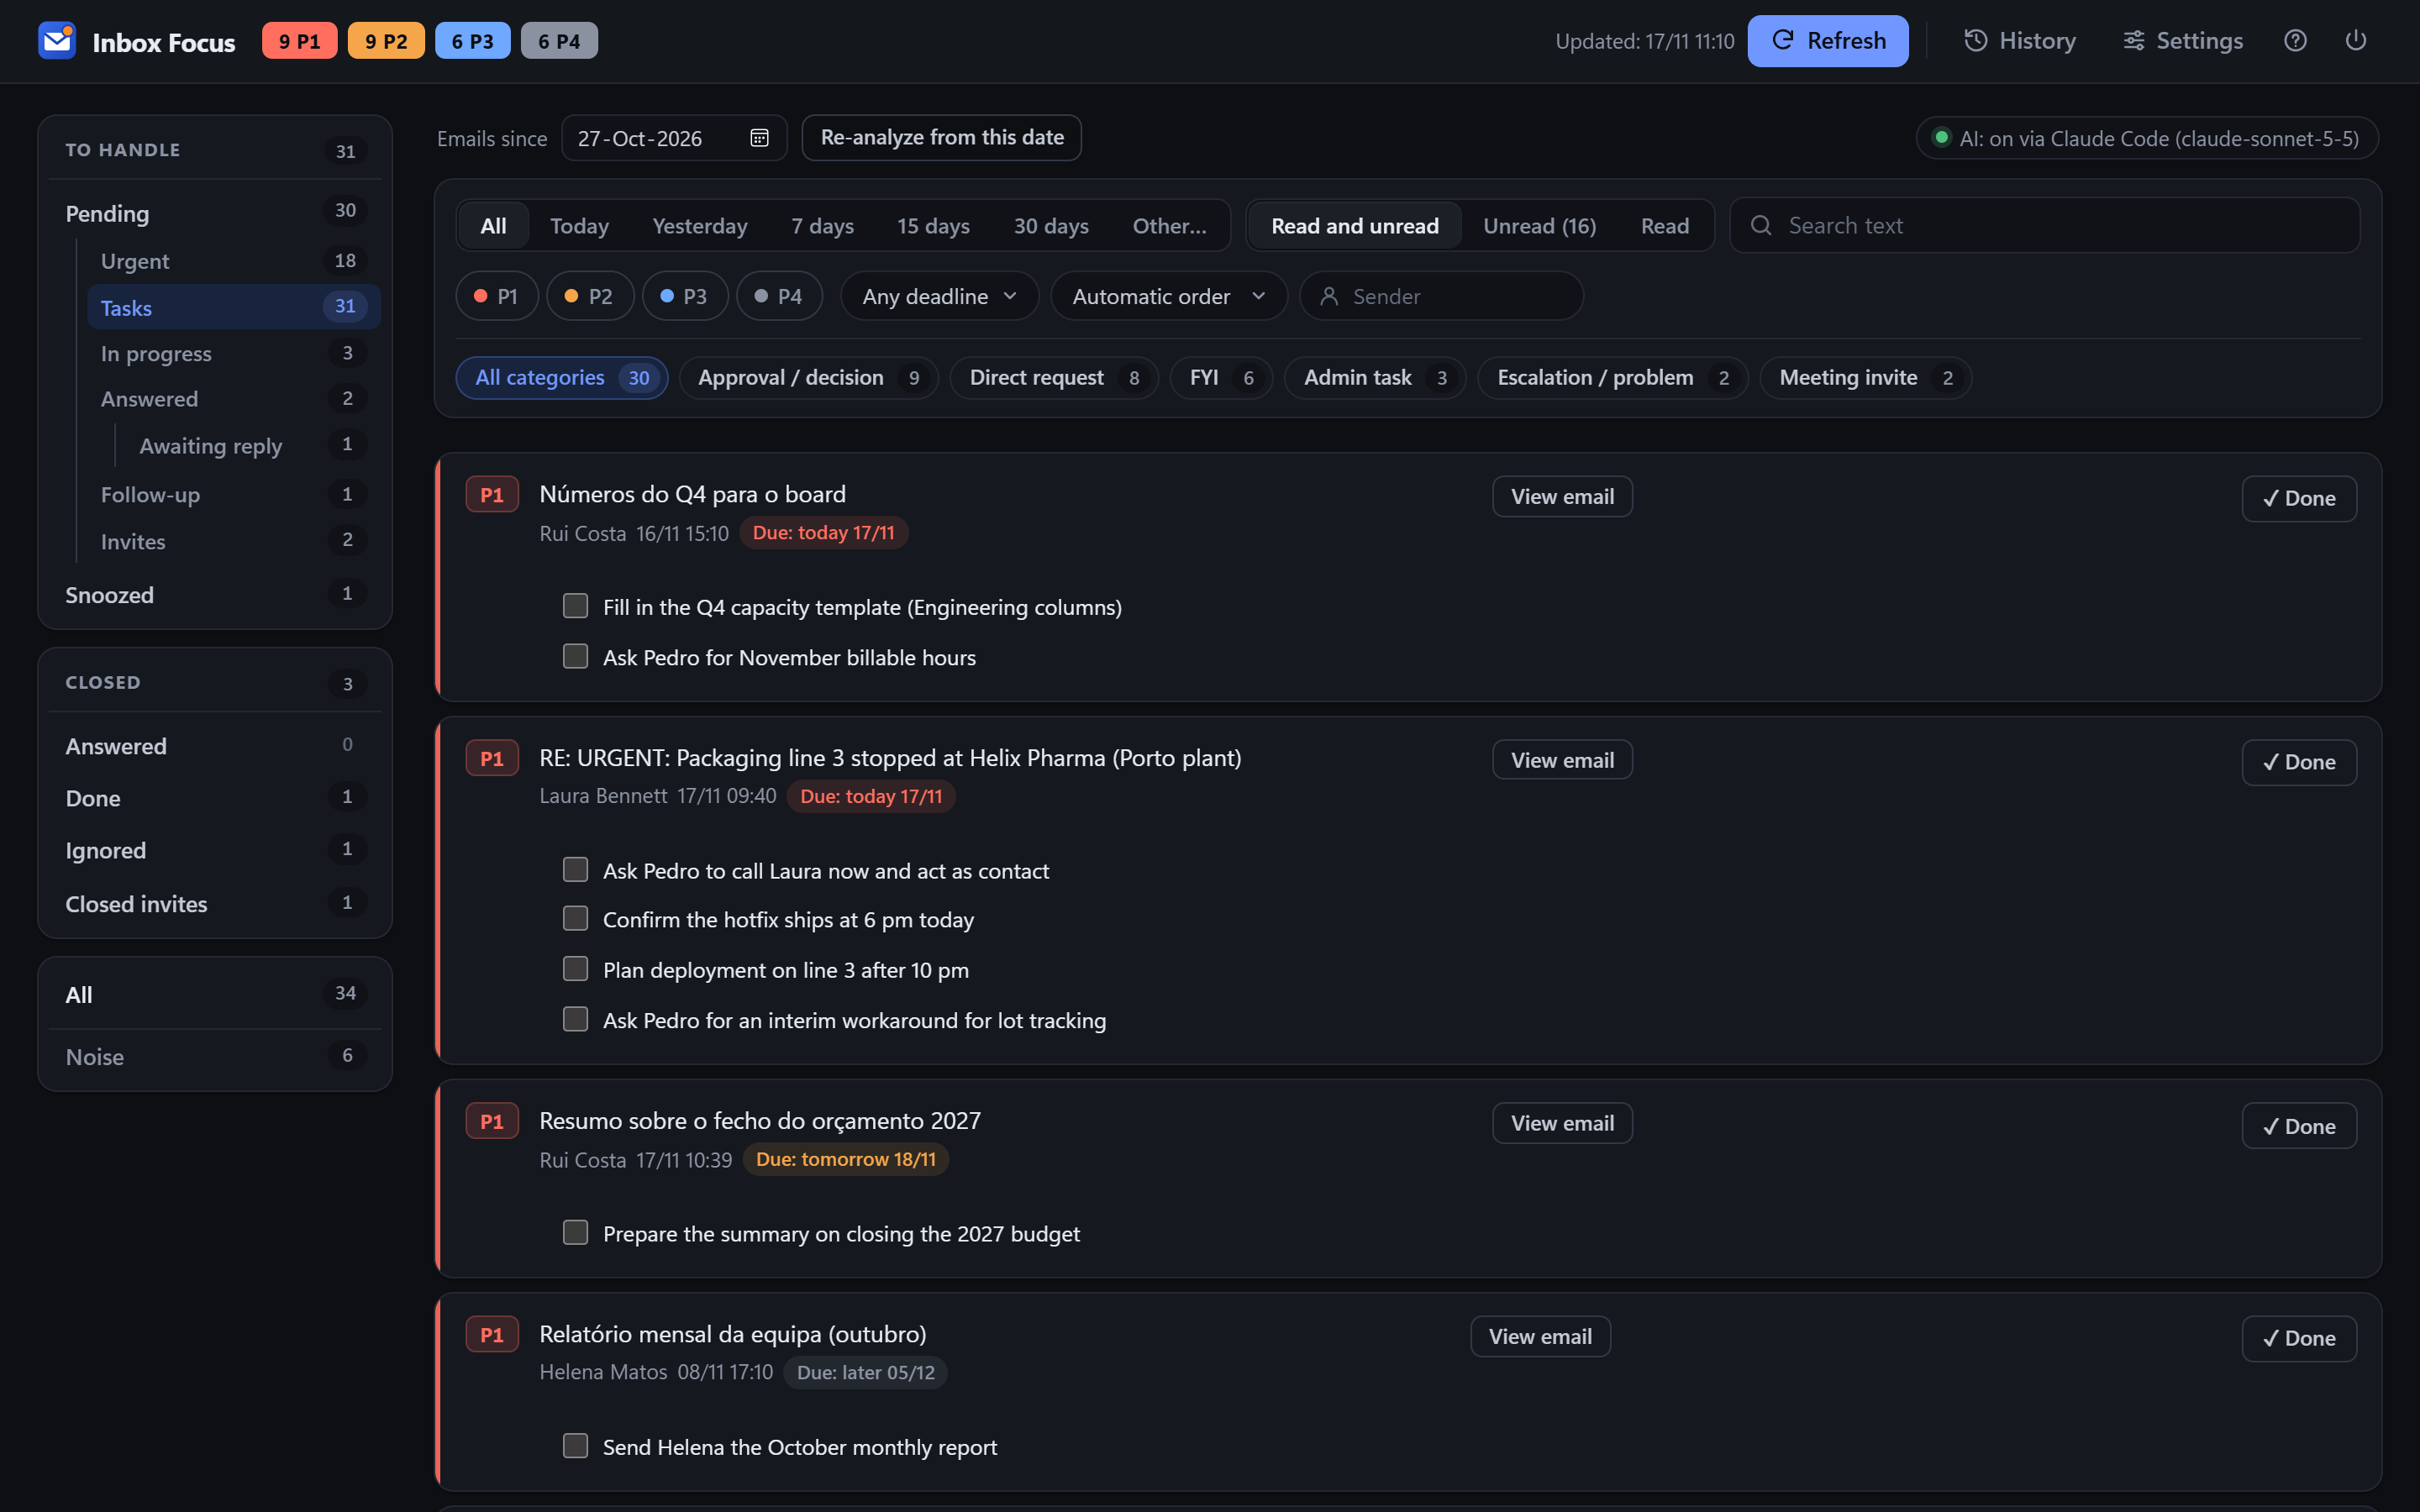 Inbox Focus
9 P1
9 P2
6 P3
6 P4
Updated: 17/11 11:10
Refresh
History
Settings
TO HANDLE 31
Pending 30
Urgent 18
Tasks 31
In progress 3
Answered 2
Awaiting reply 1
Follow-up 1
Invites 2
Snoozed 1
CLOSED 3
Answered 0
Done 1
Ignored 1
Closed invites 1
All 34
Noise 6
Emails since 27-Oct-2026 Re-analyze from this date
AI: on via Claude Code (claude-sonnet-5-5)
All Today Yesterday 7 days 15 days 30 days Other...
Read and unread Unread (16) Read
Search text
P1 P2 P3 P4
Any deadline
Automatic order
Sender
All categories 30
Approval / decision 9
Direct request 8
FYI 6
Admin task 3
Escalation / problem 2
Meeting invite 2
P1 Números do Q4 para o board View email ✓ Done
Rui Costa 16/11 15:10 Due: today 17/11
Fill in the Q4 capacity template (Engineering columns)
Ask Pedro for November billable hours
P1 RE: URGENT: Packaging line 3 stopped at Helix Pharma (Porto plant) View email ✓ Done
Laura Bennett 17/11 09:40 Due: today 17/11
Ask Pedro to call Laura now and act as contact
Confirm the hotfix ships at 6 pm today
Plan deployment on line 3 after 10 pm
Ask Pedro for an interim workaround for lot tracking
P1 Resumo sobre o fecho do orçamento 2027 View email ✓ Done
Rui Costa 17/11 10:39 Due: tomorrow 18/11
Prepare the summary on closing the 2027 budget
P1 Relatório mensal da equipa (outubro) View email ✓ Done
Helena Matos 08/11 17:10 Due: later 05/12
Send Helena the October monthly report